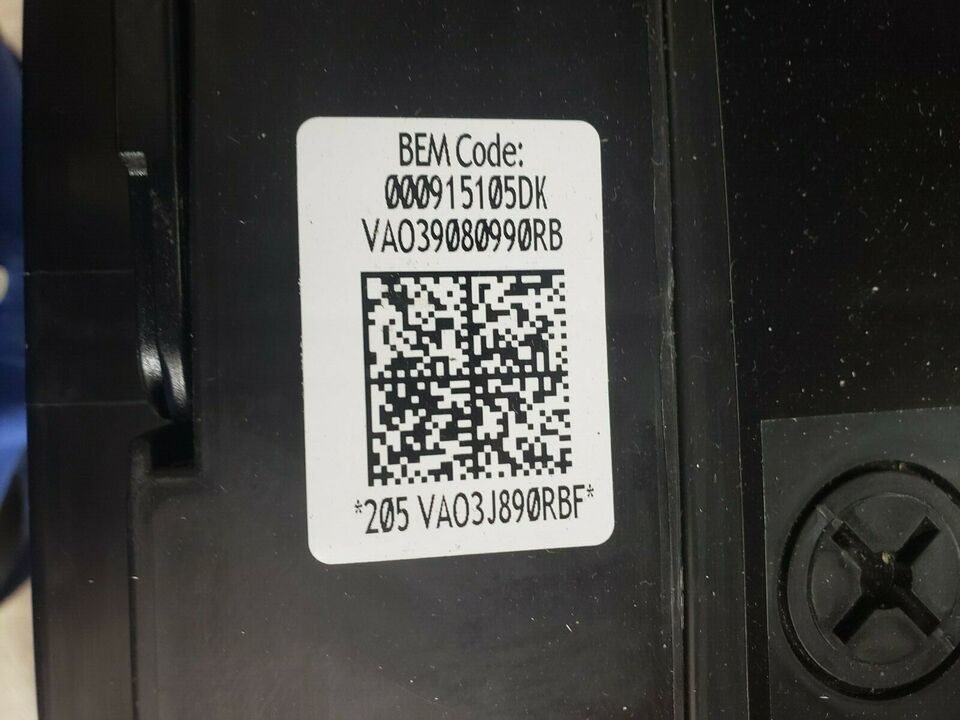 BEM Code:
000915105DK
VAO39080990RB
*205 VAO3J890RBF*